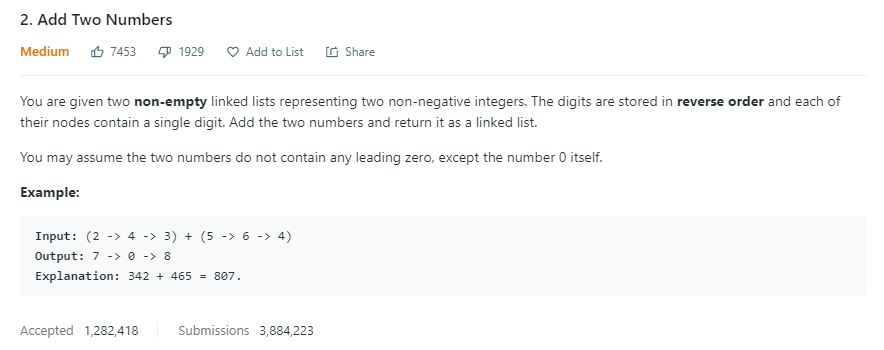 2. Add Two Numbers
Medium 7453 1929 Add to List Share
You are given two non-empty linked lists representing two non-negative integers. The digits are stored in reverse order and each of
their nodes contain a single digit. Add the two numbers and return it as a linked list.
You may assume the two numbers do not contain any leading zero, except the number 0 itself.
Example:
Input: (2 -> 4 -> 3) + (5 -> 6 -> 4)
Output: 7 -> 0 -> 8
Explanation: 342 + 465 = 807.
Accepted 1,282,418 Submissions 3,884,223